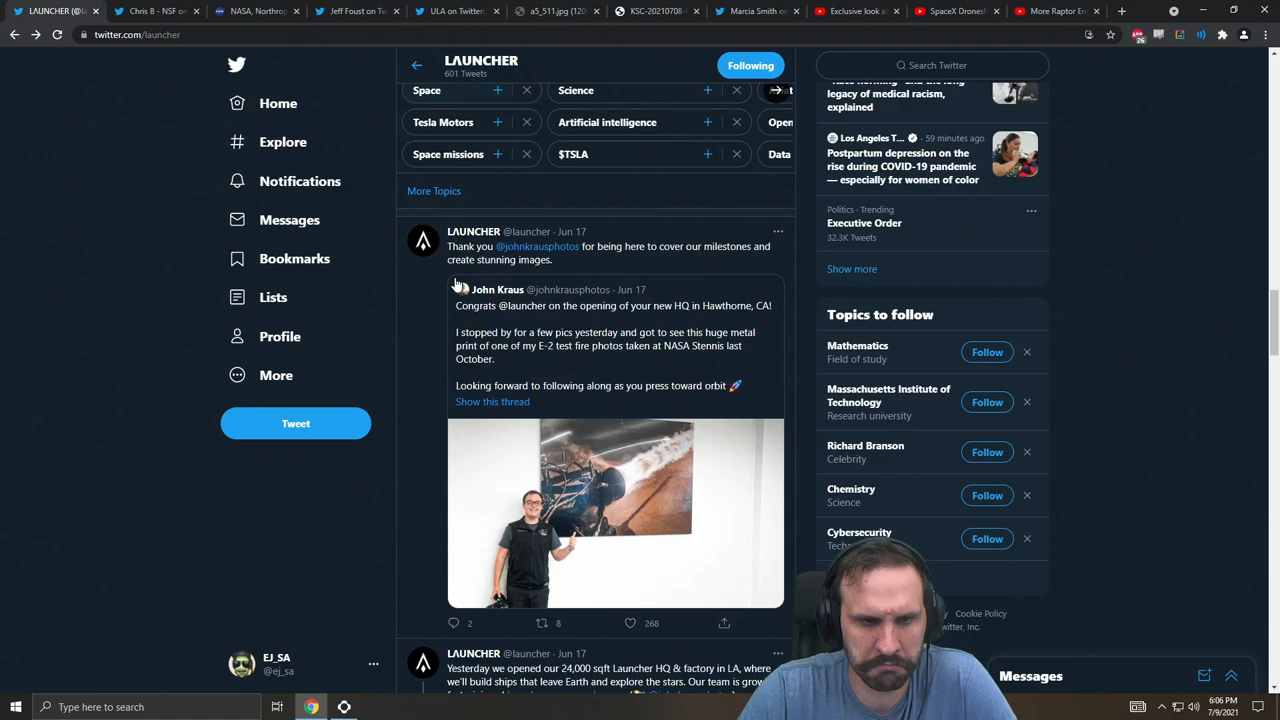 LΛUNCHER (@l
Chris B - NSF on
NASA, Northrop
Jeff Foust on Tw
ULA on Twitter:
a5_511.jpg (120
KSC-20210708-
Marcia Smith on
Exclusive look a
SpaceX Dronesh
More Raptor En
twitter.com/launcher
26
Home
Explore
Notifications
Messages
Bookmarks
Lists
Profile
More
Tweet
EJ_SA
@ej_sa
LΛUNCHER
601 Tweets
Following
Space
Science
Tesla Motors
Artificial intelligence
Open
Space missions
$TSLA
Data
More Topics
LΛUNCHER @launcher · Jun 17
Thank you @johnkrausphotos for being here to cover our milestones and
create stunning images.
John Kraus @johnkrausphotos · Jun 17
Congrats @launcher on the opening of your new HQ in Hawthorne, CA!
I stopped by for a few pics yesterday and got to see this huge metal
print of one of my E-2 test fire photos taken at NASA Stennis last
October.
Looking forward to following along as you press toward orbit 🚀
Show this thread
2
8
268
LΛUNCHER @launcher · Jun 17
Yesterday we opened our 24,000 sqft Launcher HQ & factory in LA, where
we'll build ships that leave Earth and explore the stars. Our team is grow
Search Twitter
legacy of medical racism,
explained
Los Angeles T... · 59 minutes ago
Postpartum depression on the
rise during COVID-19 pandemic
— especially for women of color
Politics · Trending
Executive Order
32.3K Tweets
Show more
Topics to follow
Mathematics
Field of study
Follow
Massachusetts Institute of
Technology
Research university
Follow
Richard Branson
Celebrity
Follow
Chemistry
Science
Follow
Cybersecurity
Follow
Cookie Policy
witter, Inc.
Messages
Type here to search
6:06 PM
7/9/2021